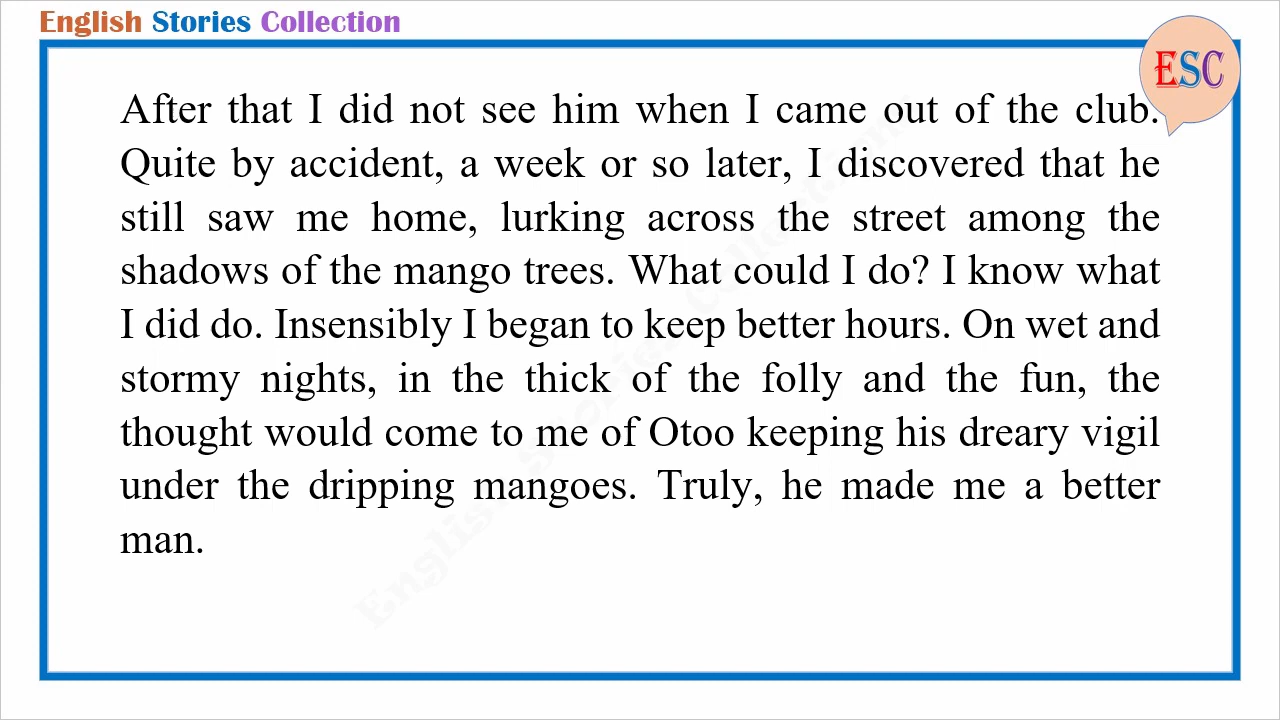 English Stories Collection
ESC
After that I did not see him when I came out of the club.
Quite by accident, a week or so later, I discovered that he
still saw me home, lurking across the street among the
shadows of the mango trees. What could I do? I know what
I did do. Insensibly I began to keep better hours. On wet and
stormy nights, in the thick of the folly and the fun, the
thought would come to me of Otoo keeping his dreary vigil
under the dripping mangoes. Truly, he made me a better
man.
English Stories Collection